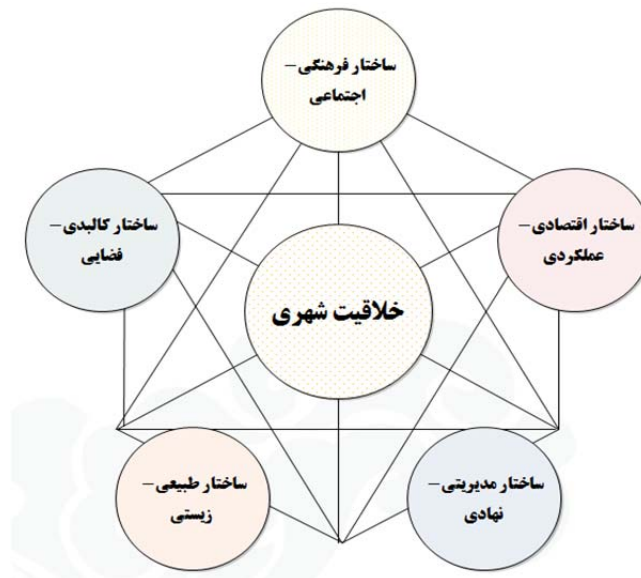 ساختار فرهنگی–
اجتماعی
ساختار اقتصادی–
عملکردی
ساختار کالبدی–
فضایی
خلاقیت شهری
ساختار مدیریتی–
نهادی
ساختار طبیعی–
زیستی